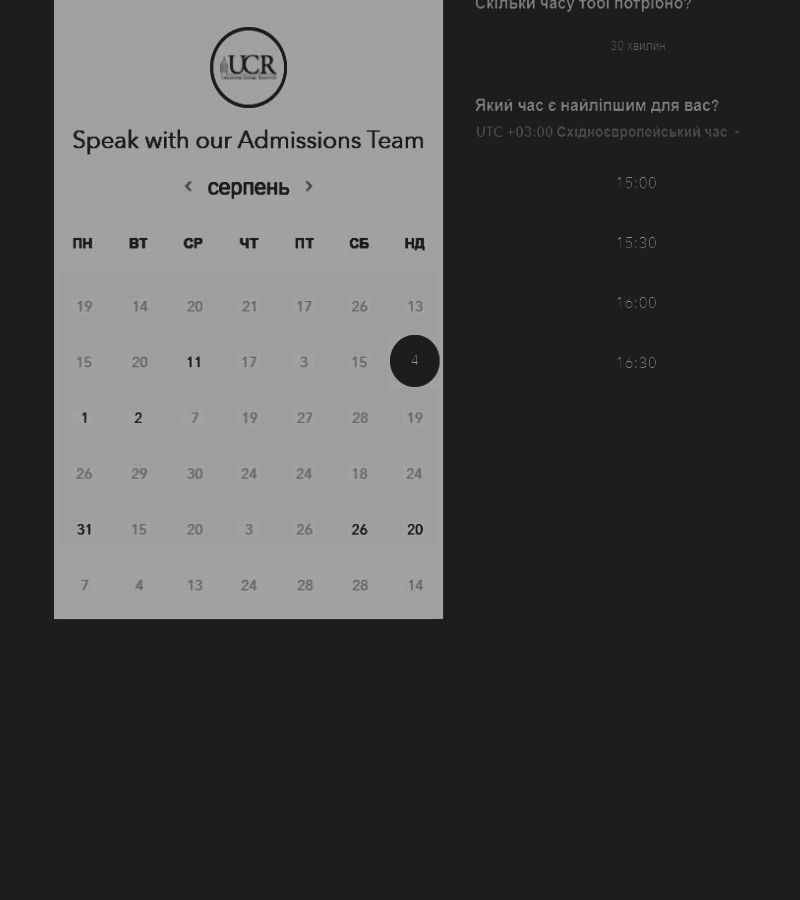 UCR
Speak with our Admissions Team
серпень
ПН ВТ СР ЧТ ПТ СБ НД
19 14 20 21 17 26 13
15 20 11 17 3 15 4
1 2 7 19 27 28 19
26 29 30 24 24 18 24
31 15 20 3 26 26 20
7 4 13 24 28 28 14
Скільки часу тобі потрібно?
30 хвилин
Який час є найліпшим для вас?
UTC +03:00 Східноєвропейський час
15:00
15:30
16:00
16:30